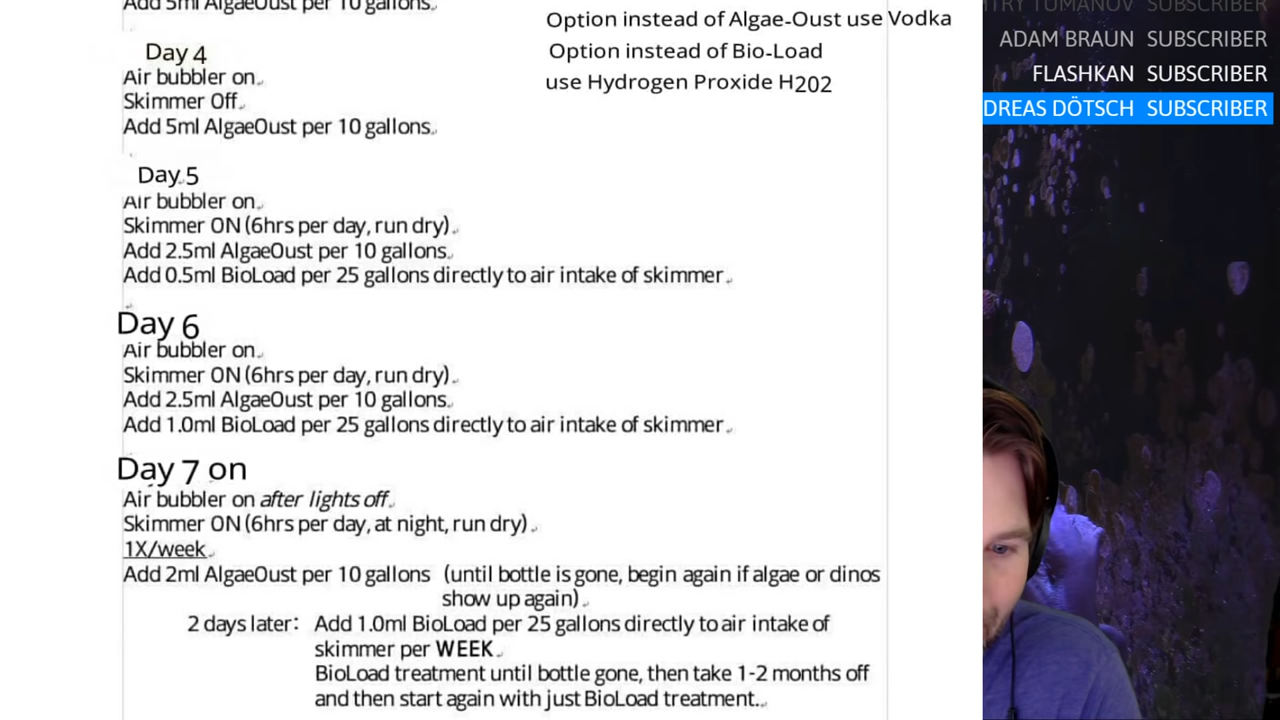 Add 5ml AlgaeOust per 10 gallons.
Option instead of Algae-Oust use Vodka
Option instead of Bio-Load
use Hydrogen Proxide H202
Day 4
Air bubbler on
Skimmer Off
Add 5ml AlgaeOust per 10 gallons.
Day 5
Air bubbler on
Skimmer ON (6hrs per day, run dry)
Add 2.5ml AlgaeOust per 10 gallons
Add 0.5ml BioLoad per 25 gallons directly to air intake of skimmer
Day 6
Air bubbler on
Skimmer ON (6hrs per day, run dry)
Add 2.5ml AlgaeOust per 10 gallons
Add 1.0ml BioLoad per 25 gallons directly to air intake of skimmer
Day 7 on
Air bubbler on after lights off
Skimmer ON (6hrs per day, at night, run dry)
1X/week
Add 2ml AlgaeOust per 10 gallons (until bottle is gone, begin again if algae or dinos
show up again)
2 days later: Add 1.0ml BioLoad per 25 gallons directly to air intake of
skimmer per WEEK
BioLoad treatment until bottle gone, then take 1-2 months off
and then start again with just BioLoad treatment.
TUMANOV SUBSCRIBER
ADAM BRAUN SUBSCRIBER
FLASHKAN SUBSCRIBER
DREAS DÖTSCH SUBSCRIBER